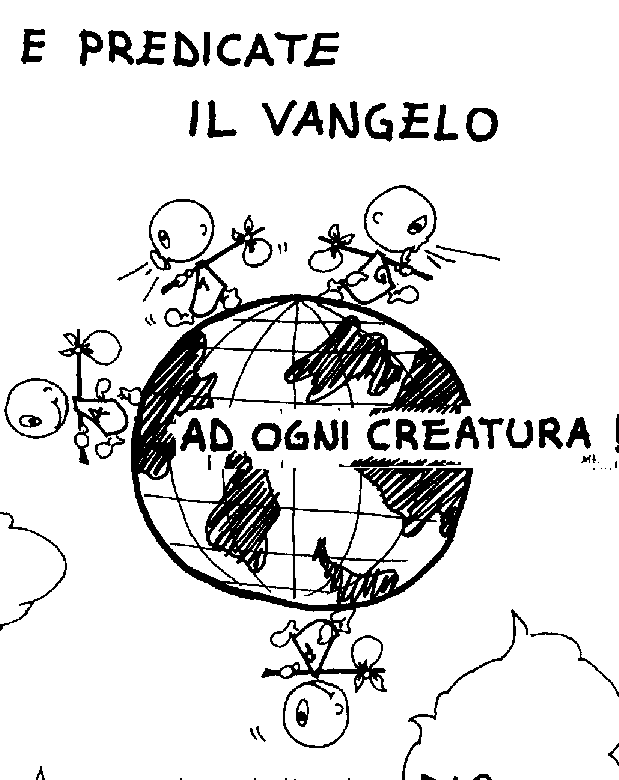 E PREDICATE
IL VANGELO
AD OGNI CREATURA !